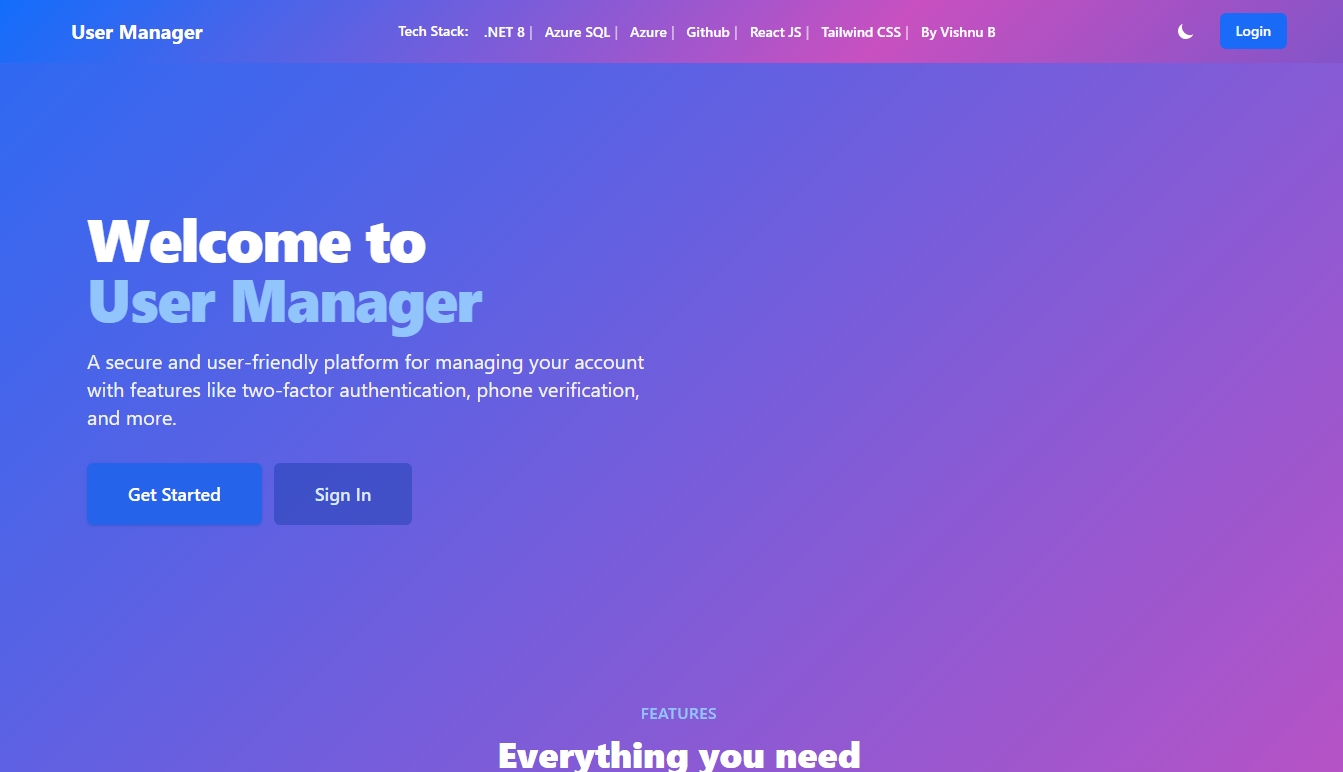 User Manager
Tech Stack: .NET 8 | Azure SQL | Azure | Github | React JS | Tailwind CSS | By Vishnu B
Login
Welcome to
User Manager
A secure and user-friendly platform for managing your account
with features like two-factor authentication, phone verification,
and more.
Get Started
Sign In
FEATURES
Everything you need